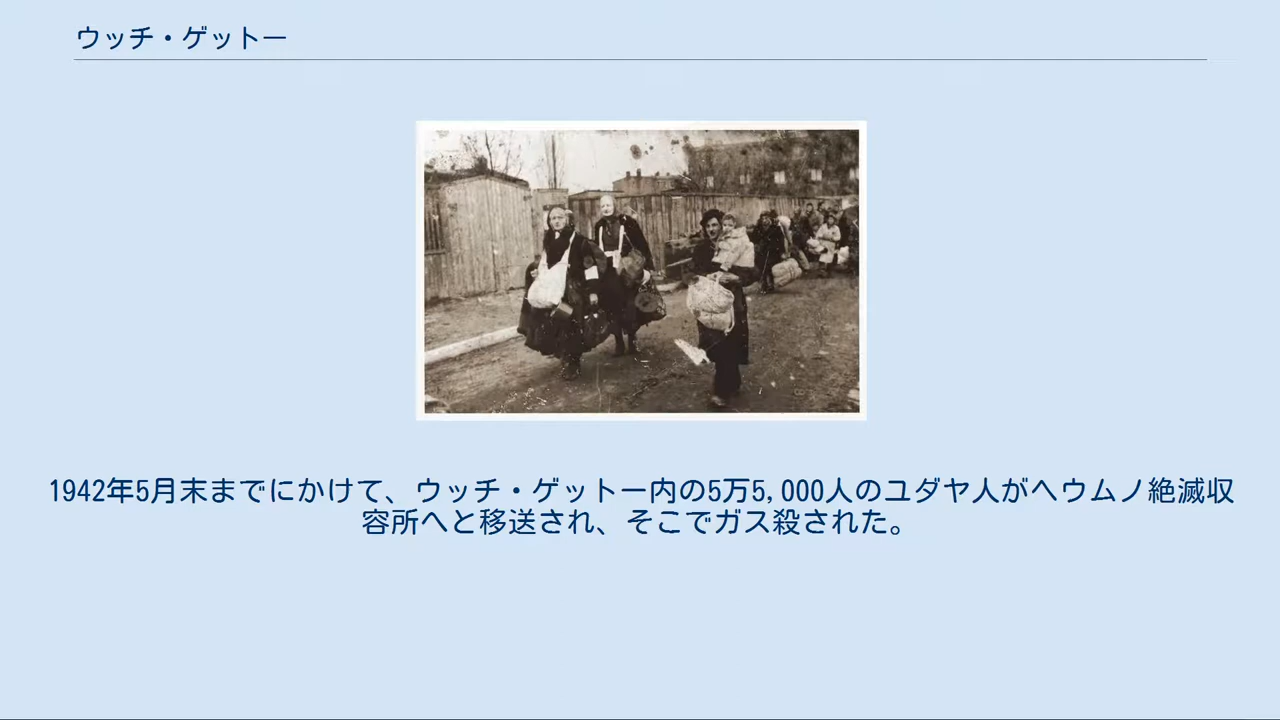 ウッチ・ゲットー
1942年5月末までにかけて、ウッチ・ゲットー内の5万5,000人のユダヤ人がヘウムノ絶滅収
容所へと移送され、そこでガス殺された。